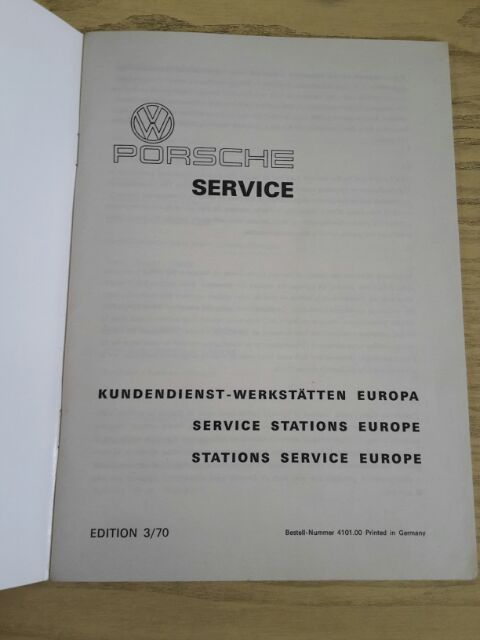 VW
PORSCHE
SERVICE
KUNDENDIENST-WERKSTÄTTEN EUROPA
SERVICE STATIONS EUROPE
STATIONS SERVICE EUROPE
EDITION 3/70
Bestell-Nummer 4101.00 Printed in Germany